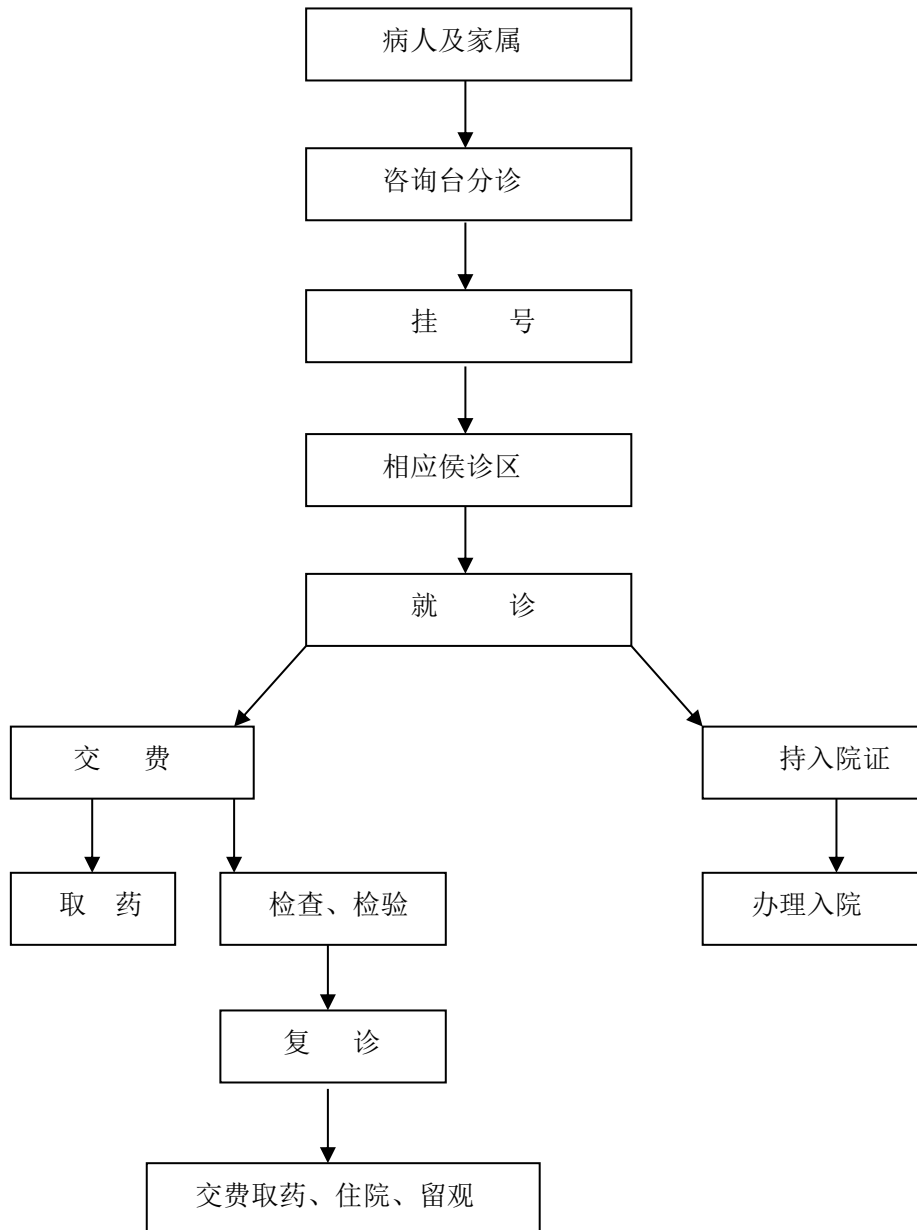 病人及家属
咨询台分诊
挂 号
相应侯诊区
就 诊
交 费
持入院证
取 药
检查、检验
办理入院
复 诊
交费取药、住院、留观